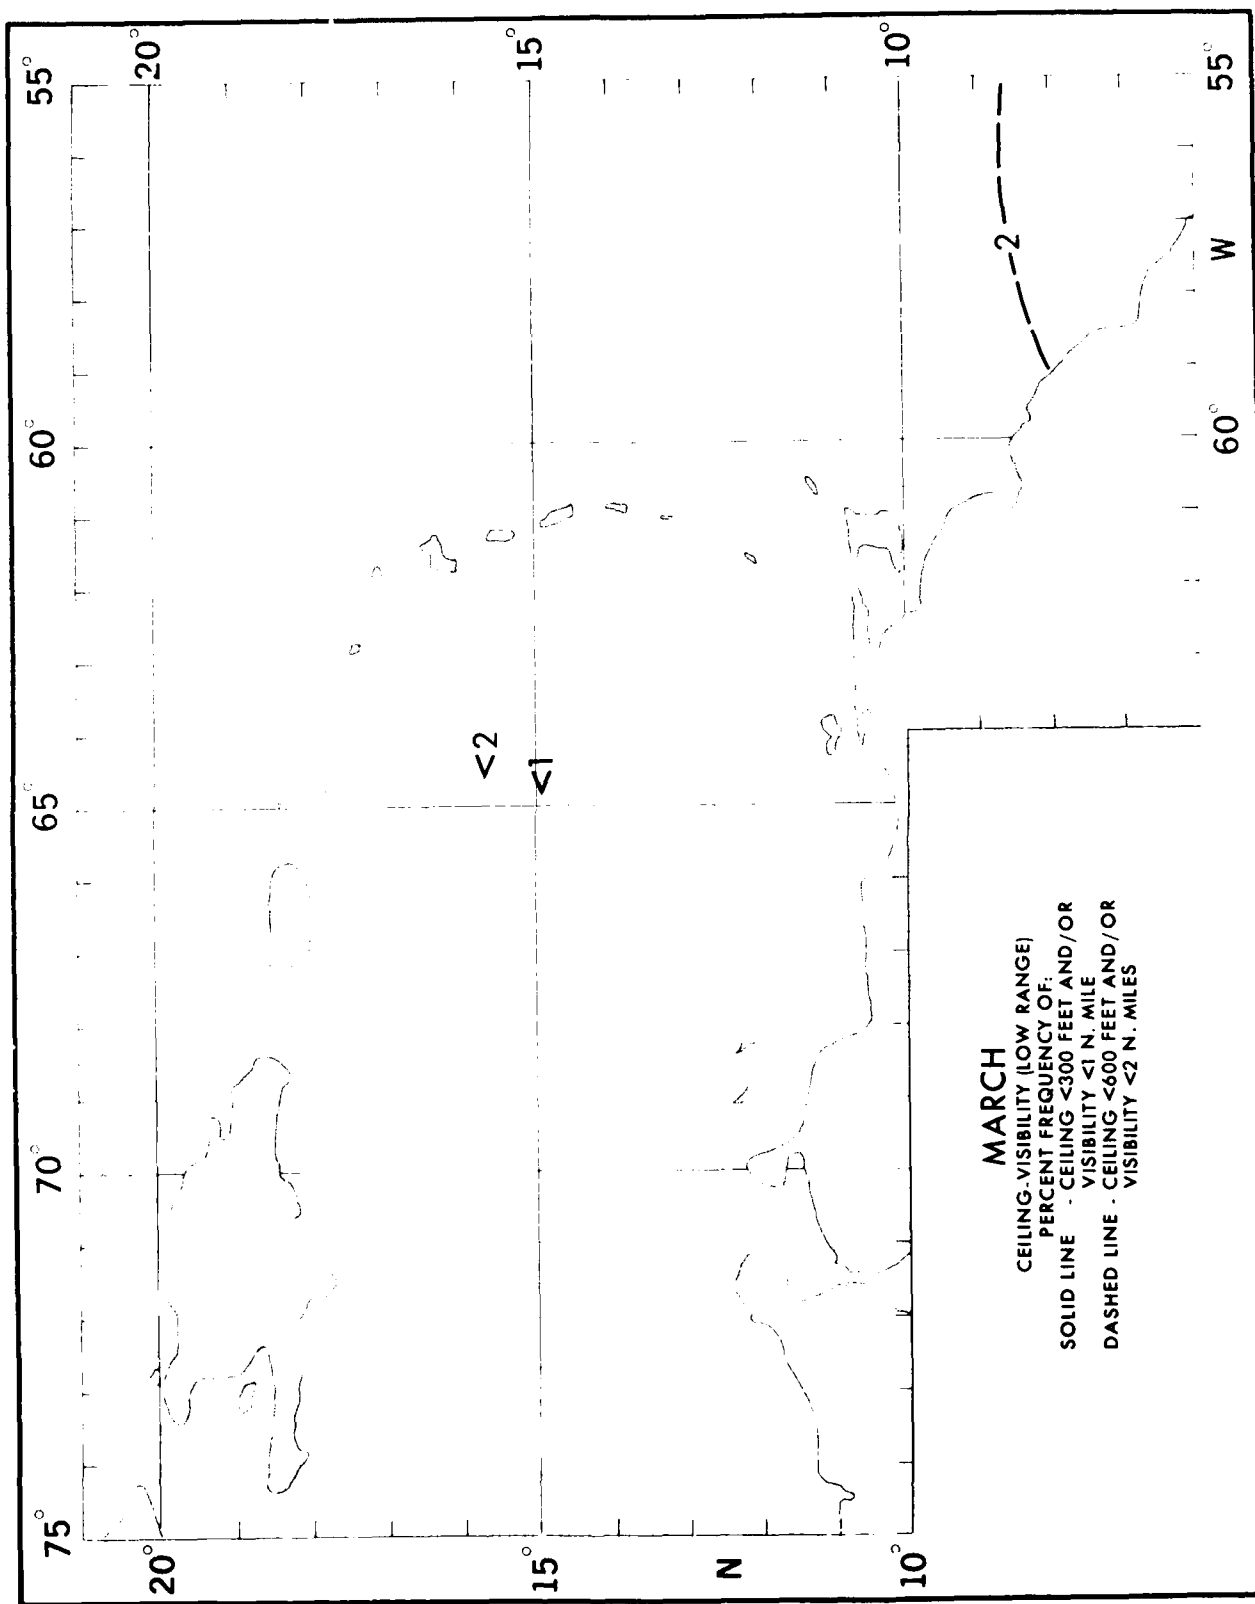 75° 70° 65° 60° 55°
20° 20°
<2
15° <1 15°
N
10° 10°
2
60° W 55°
MARCH
CEILING-VISIBILITY (LOW RANGE)
PERCENT FREQUENCY OF:
SOLID LINE - CEILING <300 FEET AND/OR
VISIBILITY <1 N. MILE
DASHED LINE - CEILING <600 FEET AND/OR
VISIBILITY <2 N. MILES